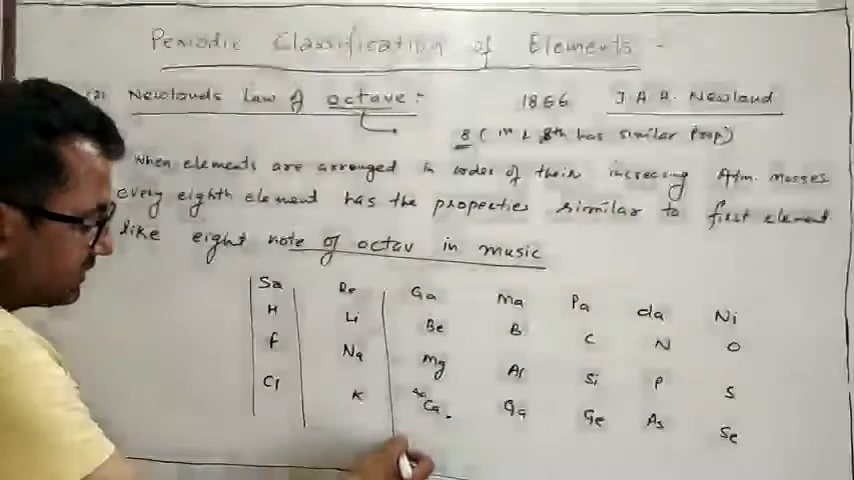 Periodic Classification of Elements -
(2) Newlands Law of octave :- 1866 J.A.R. Newland
8 ( 1st & 8th has similar Prop)
When elements are arranged in order of their increasing Atm. masses
every eighth element has the properties similar to first element
like eight note of octav in music
Sa Re Ga Ma Pa da Ni
H Li Be B C N O
F Na Mg Al Si P S
Cl K Ca Ga Ge As Se